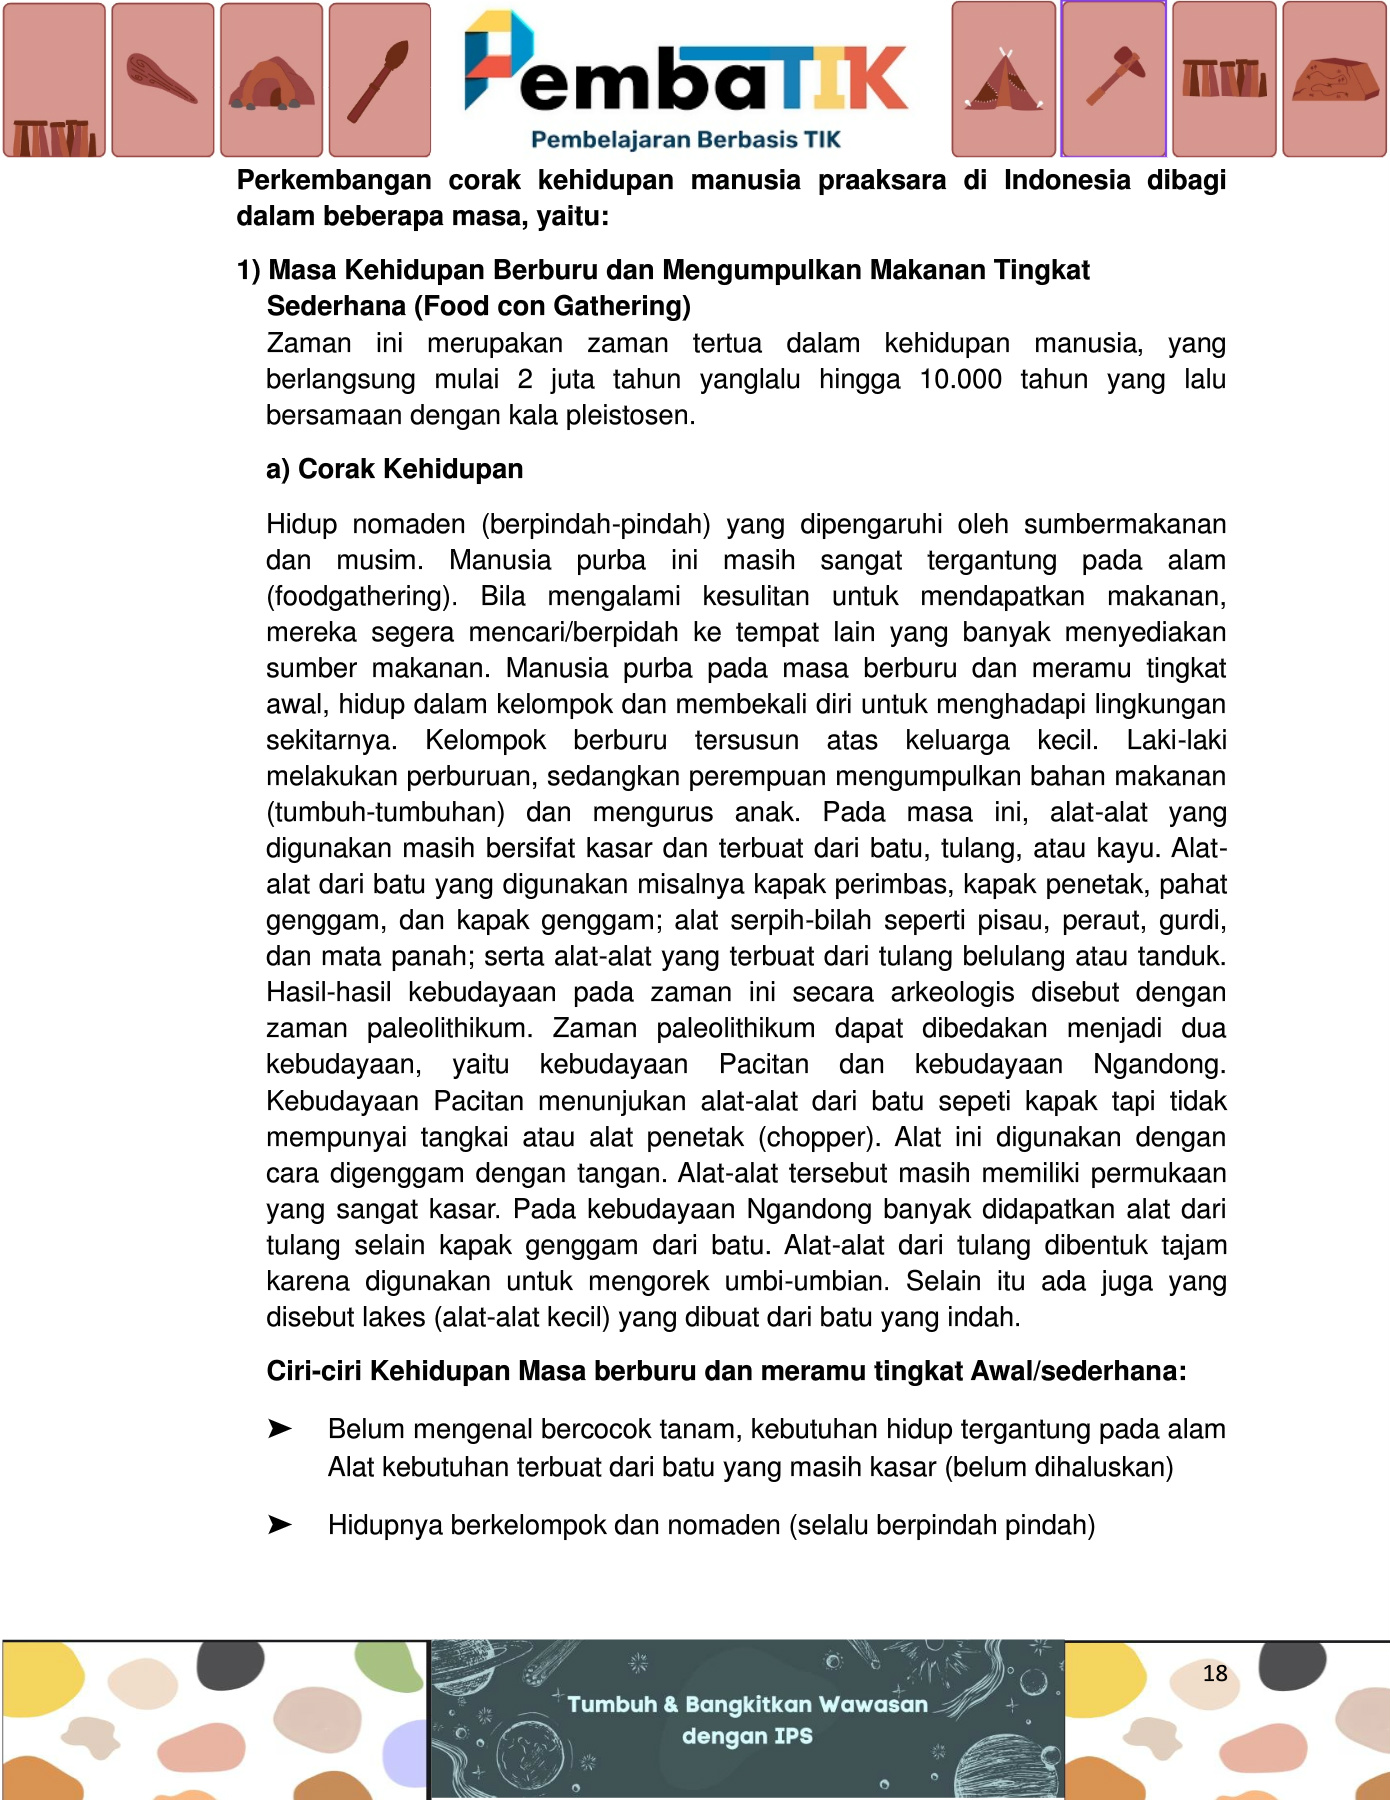 PembaTIK
Pembelajaran Berbasis TIK
Perkembangan corak kehidupan manusia praaksara di Indonesia dibagi
dalam beberapa masa, yaitu:
1) Masa Kehidupan Berburu dan Mengumpulkan Makanan Tingkat
Sederhana (Food con Gathering)
Zaman ini merupakan zaman tertua dalam kehidupan manusia, yang
berlangsung mulai 2 juta tahun yanglalu hingga 10.000 tahun yang lalu
bersamaan dengan kala pleistosen.
a) Corak Kehidupan
Hidup nomaden (berpindah-pindah) yang dipengaruhi oleh sumbermakanan
dan musim. Manusia purba ini masih sangat tergantung pada alam
(foodgathering). Bila mengalami kesulitan untuk mendapatkan makanan,
mereka segera mencari/berpidah ke tempat lain yang banyak menyediakan
sumber makanan. Manusia purba pada masa berburu dan meramu tingkat
awal, hidup dalam kelompok dan membekali diri untuk menghadapi lingkungan
sekitarnya. Kelompok berburu tersusun atas keluarga kecil. Laki-laki
melakukan perburuan, sedangkan perempuan mengumpulkan bahan makanan
(tumbuh-tumbuhan) dan mengurus anak. Pada masa ini, alat-alat yang
digunakan masih bersifat kasar dan terbuat dari batu, tulang, atau kayu. Alat-
alat dari batu yang digunakan misalnya kapak perimbas, kapak penetak, pahat
genggam, dan kapak genggam; alat serpih-bilah seperti pisau, peraut, gurdi,
dan mata panah; serta alat-alat yang terbuat dari tulang belulang atau tanduk.
Hasil-hasil kebudayaan pada zaman ini secara arkeologis disebut dengan
zaman paleolithikum. Zaman paleolithikum dapat dibedakan menjadi dua
kebudayaan, yaitu kebudayaan Pacitan dan kebudayaan Ngandong.
Kebudayaan Pacitan menunjukan alat-alat dari batu sepeti kapak tapi tidak
mempunyai tangkai atau alat penetak (chopper). Alat ini digunakan dengan
cara digenggam dengan tangan. Alat-alat tersebut masih memiliki permukaan
yang sangat kasar. Pada kebudayaan Ngandong banyak didapatkan alat dari
tulang selain kapak genggam dari batu. Alat-alat dari tulang dibentuk tajam
karena digunakan untuk mengorek umbi-umbian. Selain itu ada juga yang
disebut lakes (alat-alat kecil) yang dibuat dari batu yang indah.
Ciri-ciri Kehidupan Masa berburu dan meramu tingkat Awal/sederhana:
➤ Belum mengenal bercocok tanam, kebutuhan hidup tergantung pada alam
Alat kebutuhan terbuat dari batu yang masih kasar (belum dihaluskan)
➤ Hidupnya berkelompok dan nomaden (selalu berpindah pindah)
18
Tumbuh & Bangkitkan Wawasan
dengan IPS